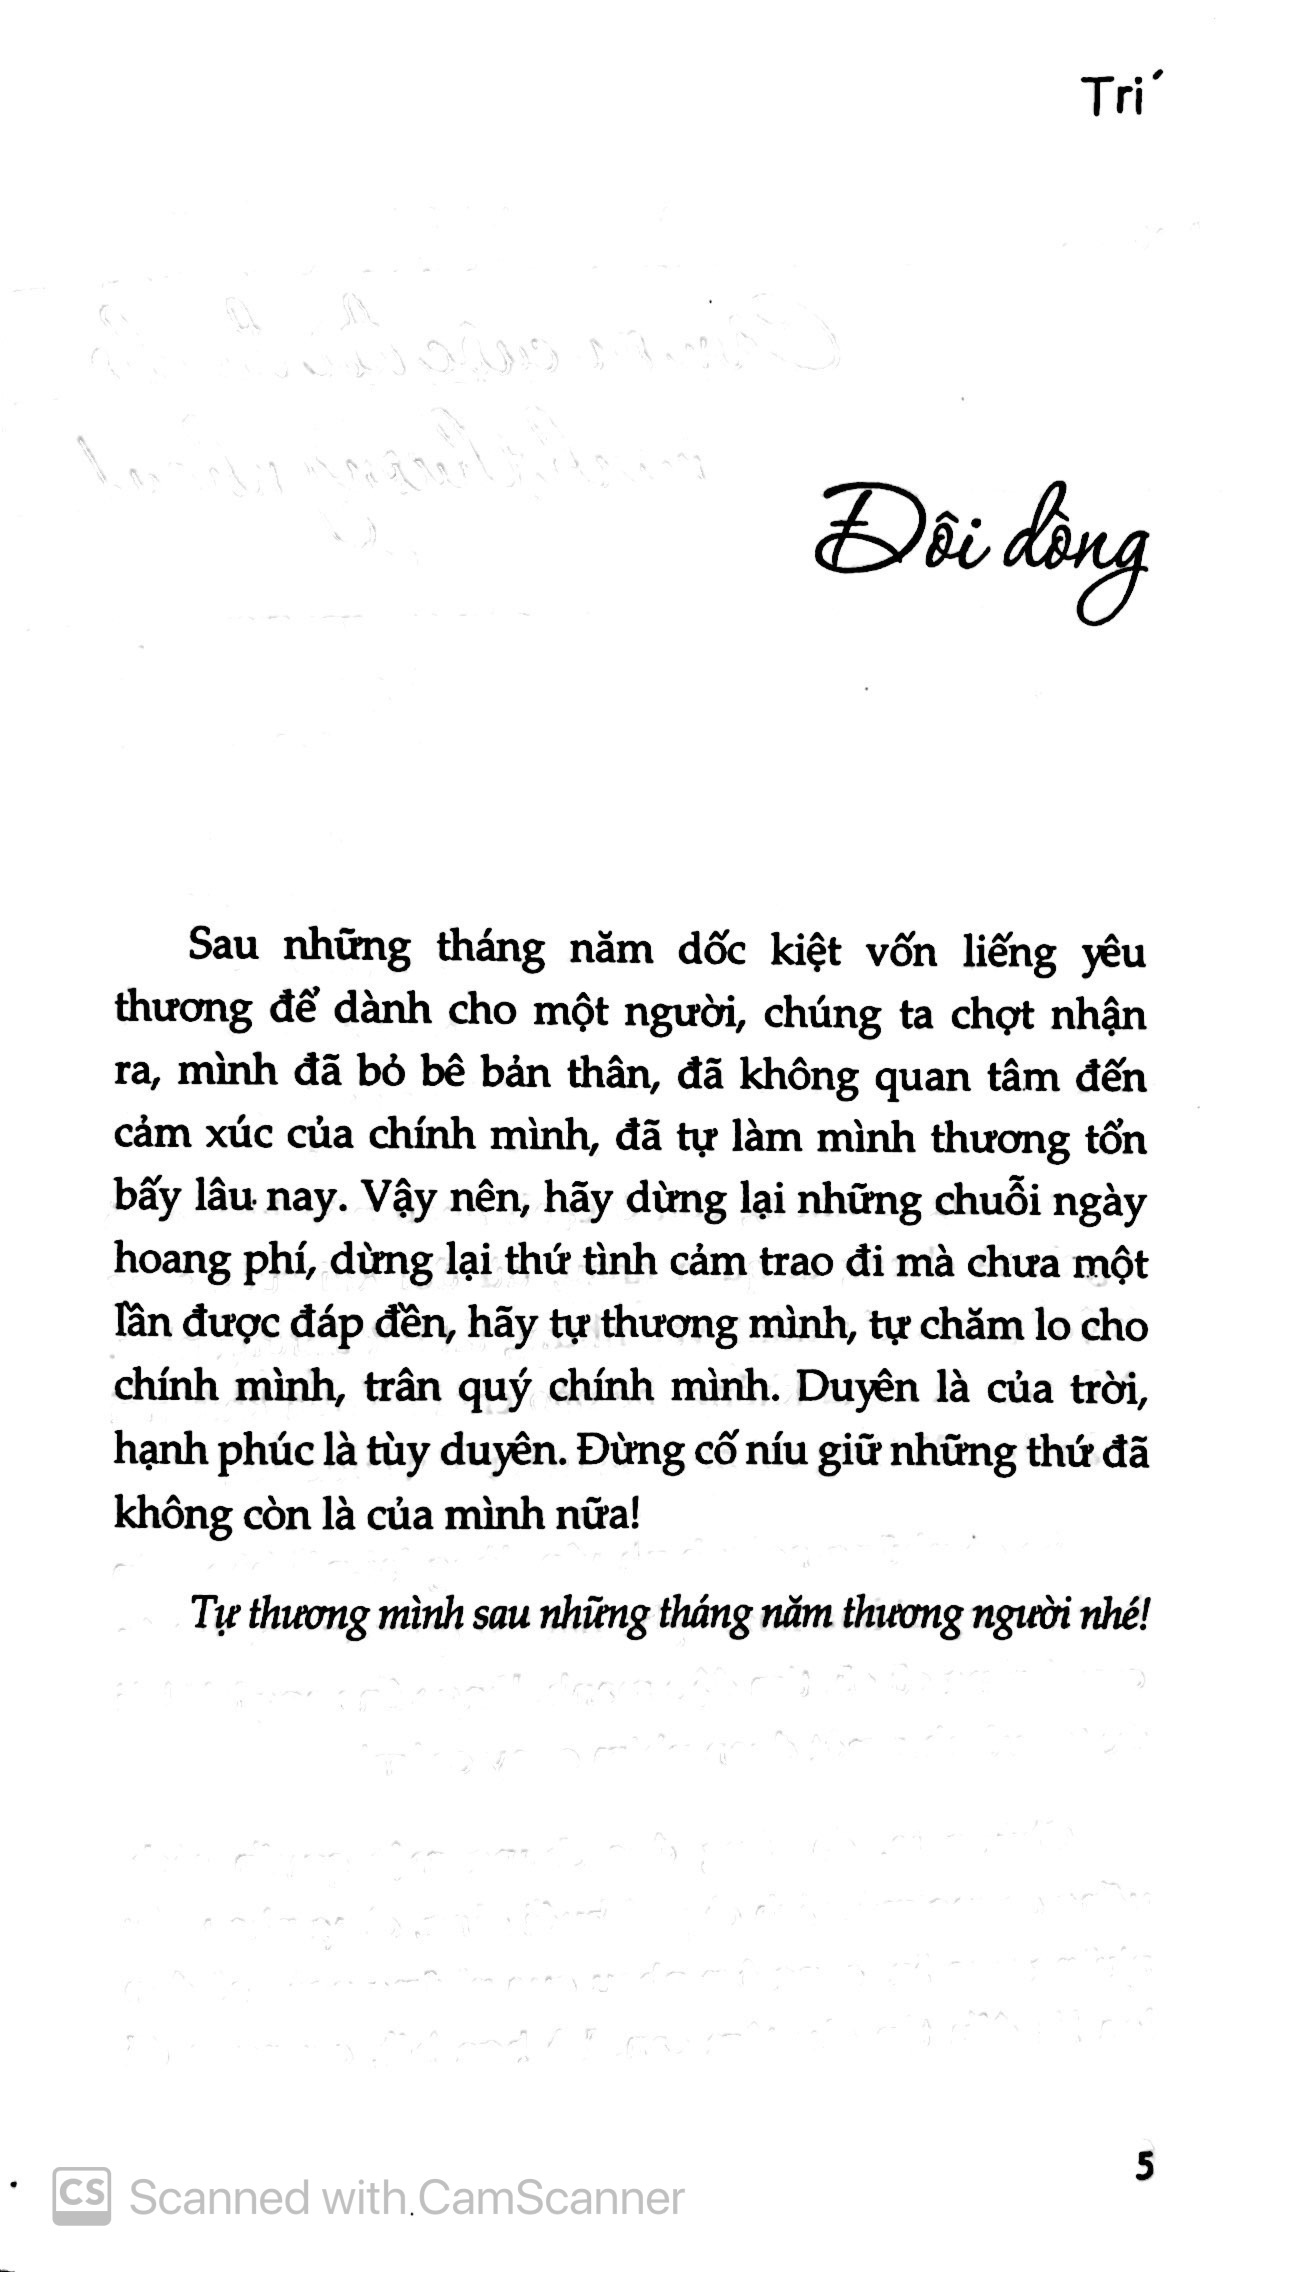 Trí
Đôi dòng
Sau những tháng năm dốc kiệt vốn liếng yêu
thương để dành cho một người, chúng ta chợt nhận
ra, mình đã bỏ bê bản thân, đã không quan tâm đến
cảm xúc của chính mình, đã tự làm mình thương tổn
bấy lâu nay. Vậy nên, hãy dừng lại những chuỗi ngày
hoang phí, dừng lại thứ tình cảm trao đi mà chưa một
lần được đáp đền, hãy tự thương mình, tự chăm lo cho
chính mình, trân quý chính mình. Duyên là của trời,
hạnh phúc là tùy duyên. Đừng cố níu giữ những thứ đã
không còn là của mình nữa!
Tự thương mình sau những tháng năm thương người nhé!
5
CS Scanned with CamScanner